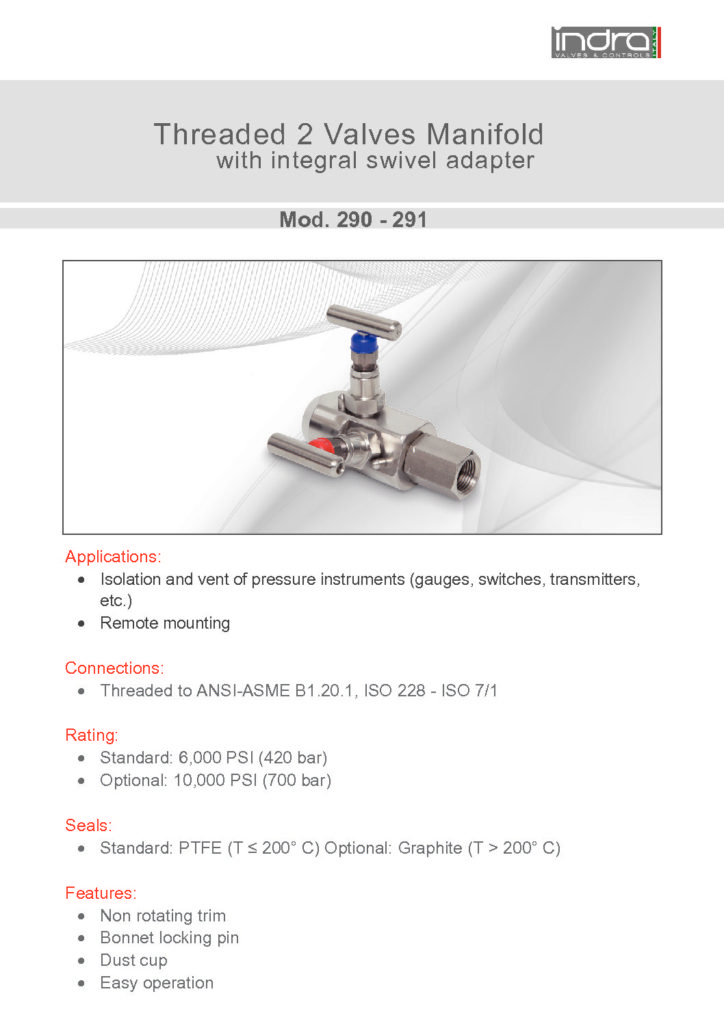 indra
VALVES & CONTROLS
ITALY
Threaded 2 Valves Manifold
with integral swivel adapter
Mod. 290 - 291
Applications:
• Isolation and vent of pressure instruments (gauges, switches, transmitters,
etc.)
• Remote mounting
Connections:
• Threaded to ANSI-ASME B1.20.1, ISO 228 - ISO 7/1
Rating:
• Standard: 6,000 PSI (420 bar)
• Optional: 10,000 PSI (700 bar)
Seals:
• Standard: PTFE (T ≤ 200° C) Optional: Graphite (T > 200° C)
Features:
• Non rotating trim
• Bonnet locking pin
• Dust cup
• Easy operation